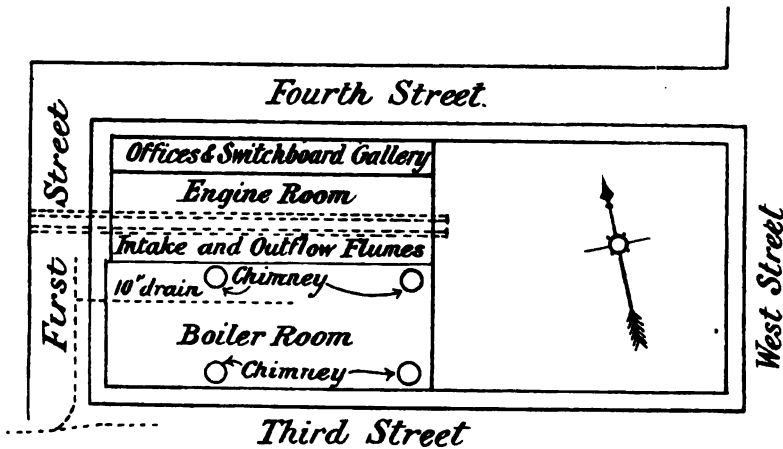 Fourth Street.
First Street
Offices & Switchboard Gallery
Engine Room
Intake and Outflow Flumes
10" drain
Chimney
Boiler Room
Chimney
West Street
Third Street